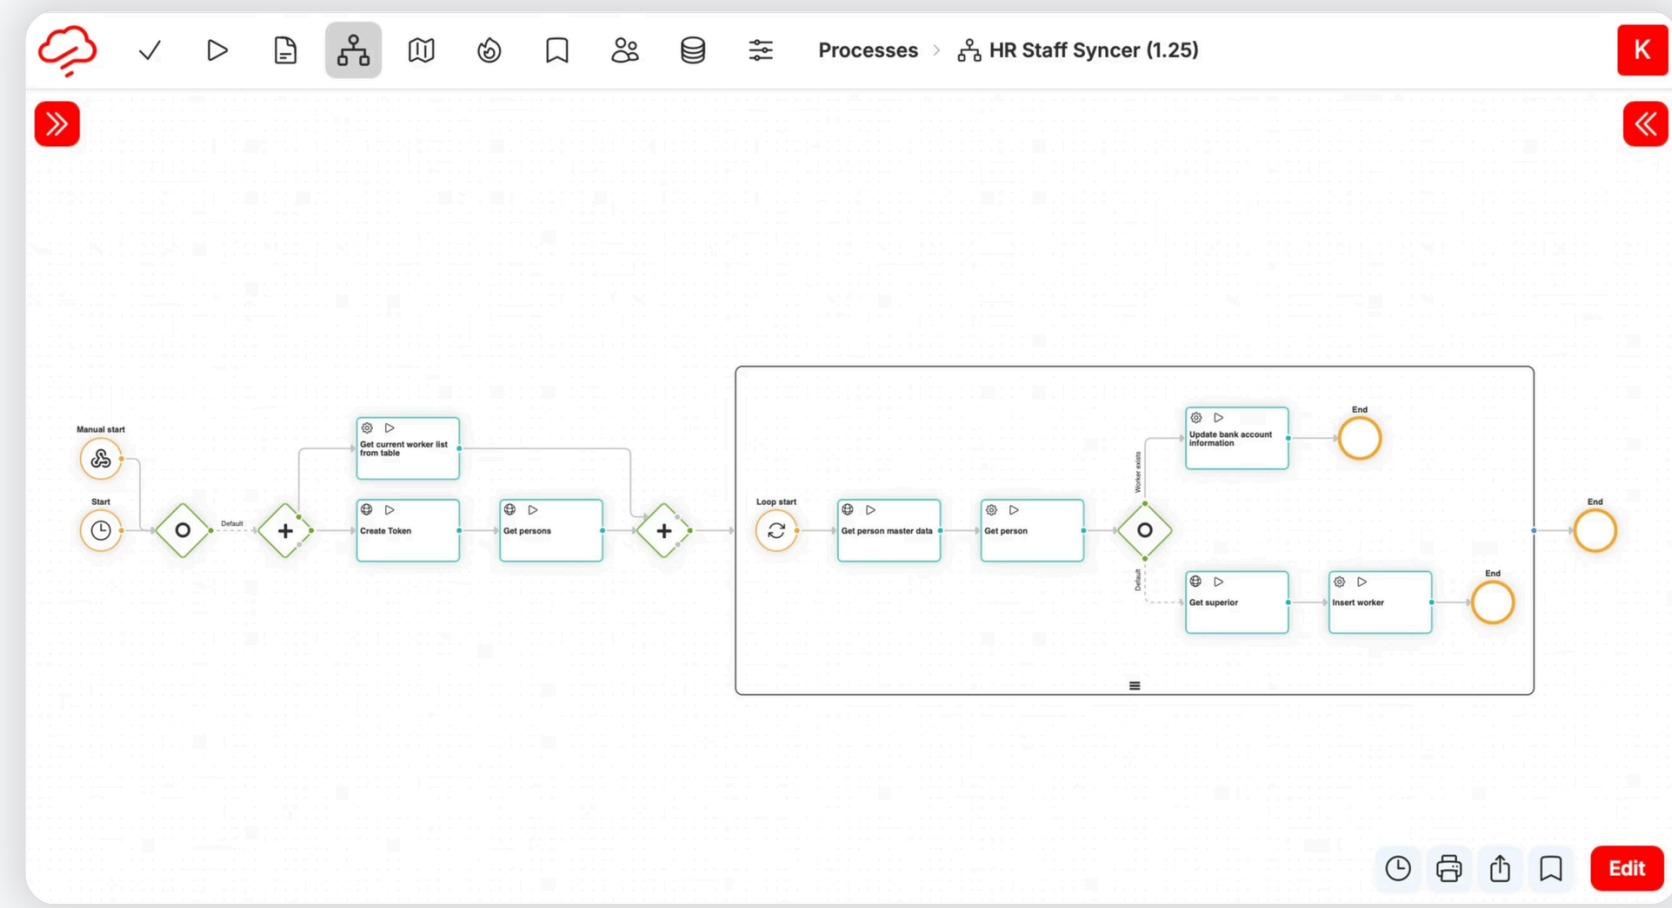 Processes > HR Staff Syncer (1.25)
K
Manual start
Start
Default
Get current worker list
from table
Create Token
Get persons
Loop start
Get person master data
Get person
Worker exists
Default
Update bank account
information
End
Get superior
Insert worker
End
End
Edit